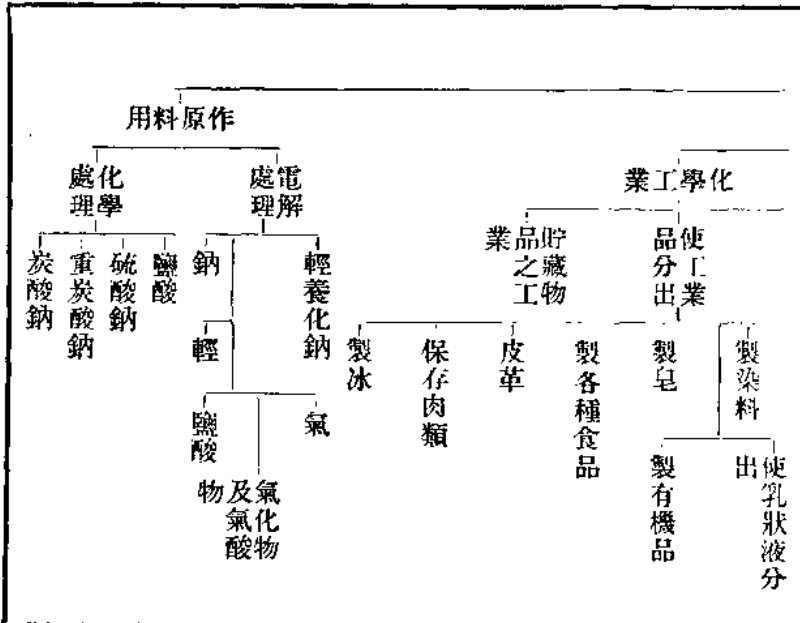 作原料用
化學工業
電解
處理
化學
處理
使工業
品分出
貯藏物
品之工
業
輕養化鈉
鈉
鹽酸
硫酸鈉
重炭酸鈉
炭酸鈉
製染料
製皂
製各種食品
皮革
保存肉類
製冰
輕
氣
鹽酸
使乳狀液分
出
製有機品
氣化物
及氣酸
物